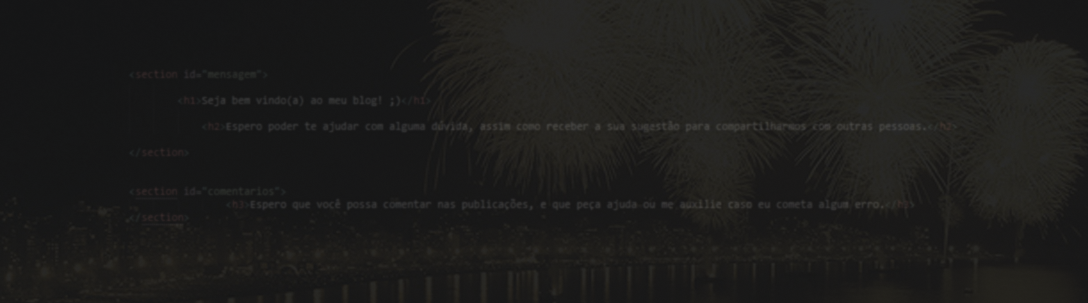 <section id="mensagem">
<h1>Seja bem vindo(a) ao meu blog! ;)</h1>
<h2>Espero poder te ajudar com alguma dúvida, assim como receber a sua sugestão para compartilharmos com outras pessoas.</h2>
</section>
<section id="comentarios">
<h2>Espero que você possa comentar nas publicações, e que peça ajuda ou me auxilie caso eu cometa algum erro.</h2>
</section>